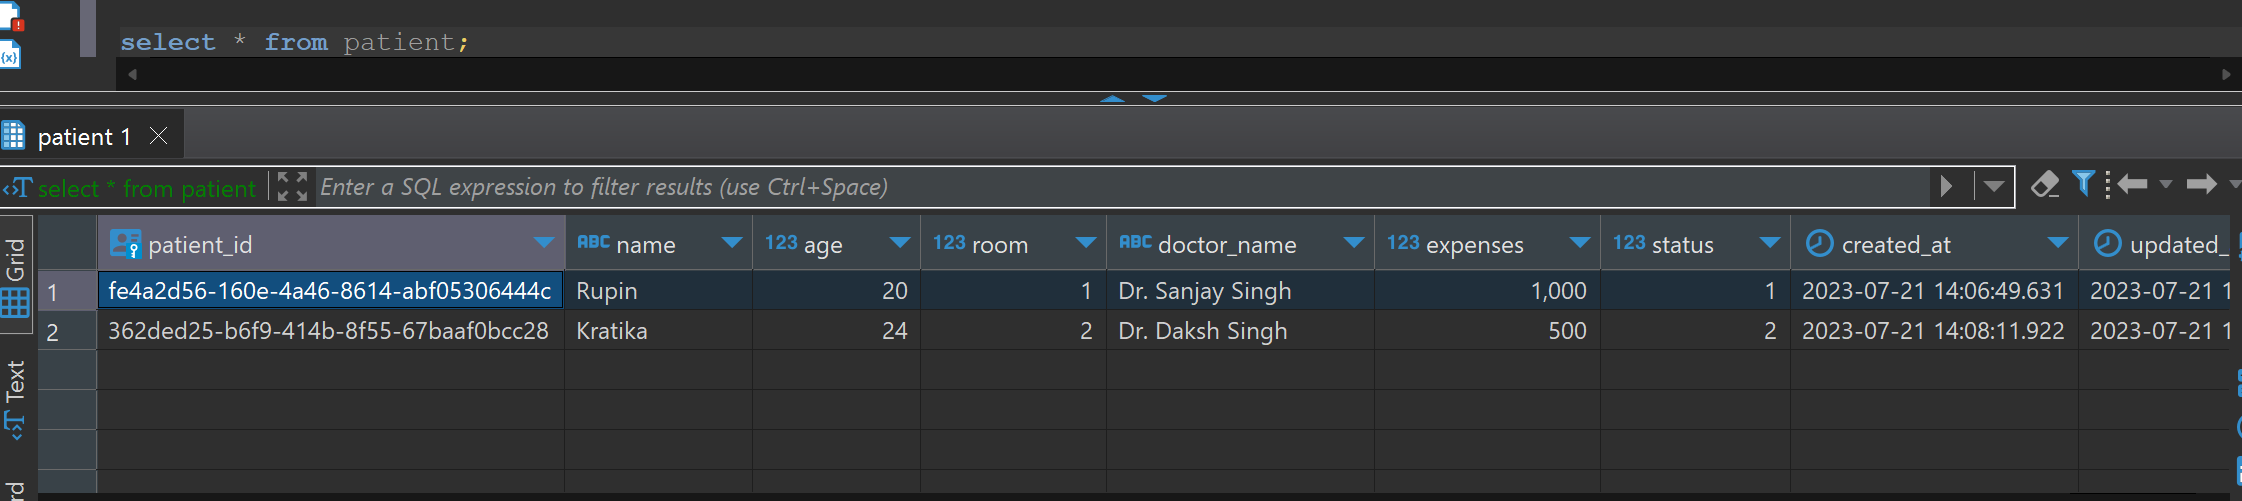 select * from patient;
patient 1
select * from patient Enter a SQL expression to filter results (use Ctrl+Space)
Grid
Text
patient_id ABC name 123 age 123 room ABC doctor_name 123 expenses 123 status created_at updated_
1 fe4a2d56-160e-4a46-8614-abf05306444c Rupin 20 1 Dr. Sanjay Singh 1,000 1 2023-07-21 14:06:49.631 2023-07-21 1
2 362ded25-b6f9-414b-8f55-67baaf0bcc28 Kratika 24 2 Dr. Daksh Singh 500 2 2023-07-21 14:08:11.922 2023-07-21 1